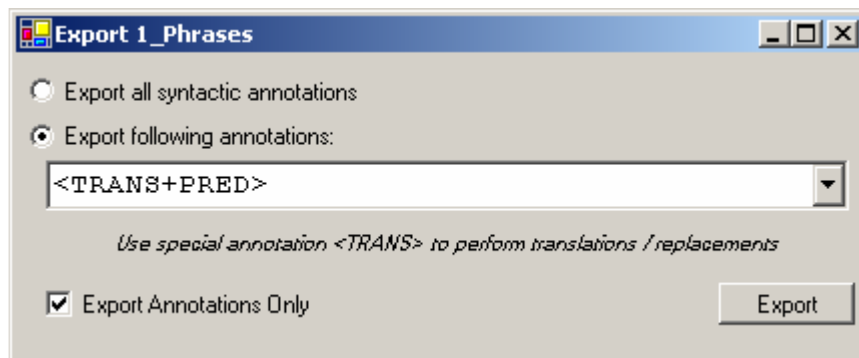 Export 1_Phrases
Export all syntactic annotations
Export following annotations:
<TRANS+PRED>
Use special annotation <TRANS> to perform translations / replacements
Export Annotations Only
Export